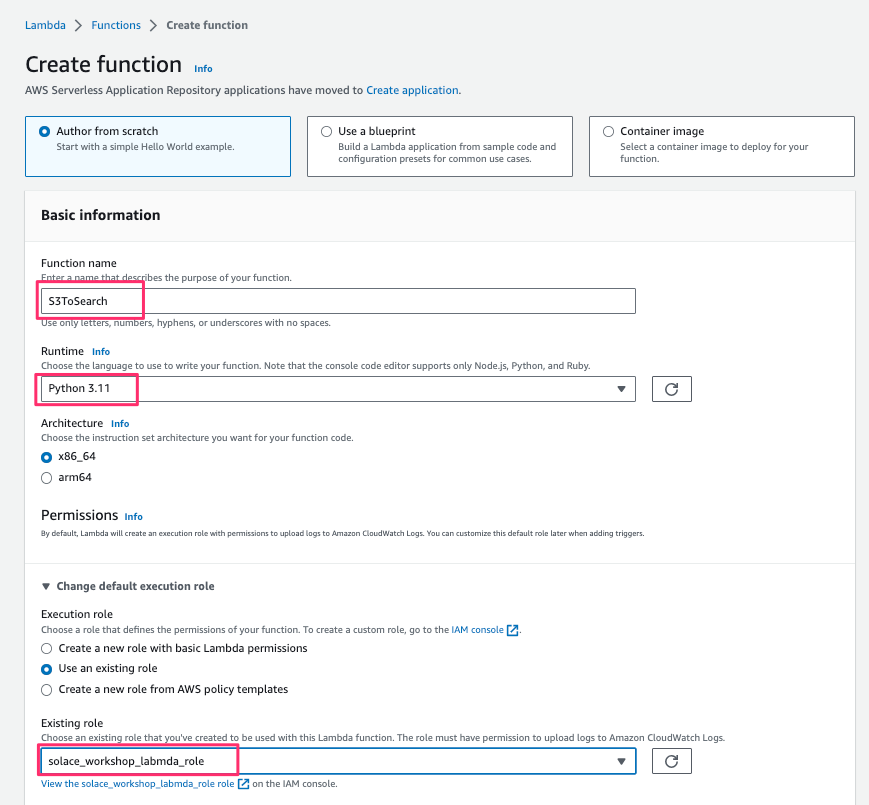 Lambda > Functions > Create function
Create function Info
AWS Serverless Application Repository applications have moved to Create application.
Author from scratch
Start with a simple Hello World example.
Use a blueprint
Build a Lambda application from sample code and
configuration presets for common use cases.
Container image
Select a container image to deploy for your
function.
Basic information
Function name
Enter a name that describes the purpose of your function.
S3ToSearch
Use only letters, numbers, hyphens, or underscores with no spaces.
Runtime Info
Choose the language to use to write your function. Note that the console code editor supports only Node.js, Python, and Ruby.
Python 3.11
Architecture Info
Choose the instruction set architecture you want for your function code.
x86_64
arm64
Permissions Info
By default, Lambda will create an execution role with permissions to upload logs to Amazon CloudWatch Logs. You can customize this default role later when adding triggers.
Change default execution role
Execution role
Choose a role that defines the permissions of your function. To create a custom role, go to the IAM console.
Create a new role with basic Lambda permissions
Use an existing role
Create a new role from AWS policy templates
Existing role
Choose an existing role that you've created to be used with this Lambda function. The role must have permission to upload logs to Amazon CloudWatch Logs.
solace_workshop_labmda_role
View the solace_workshop_labmda_role role on the IAM console.